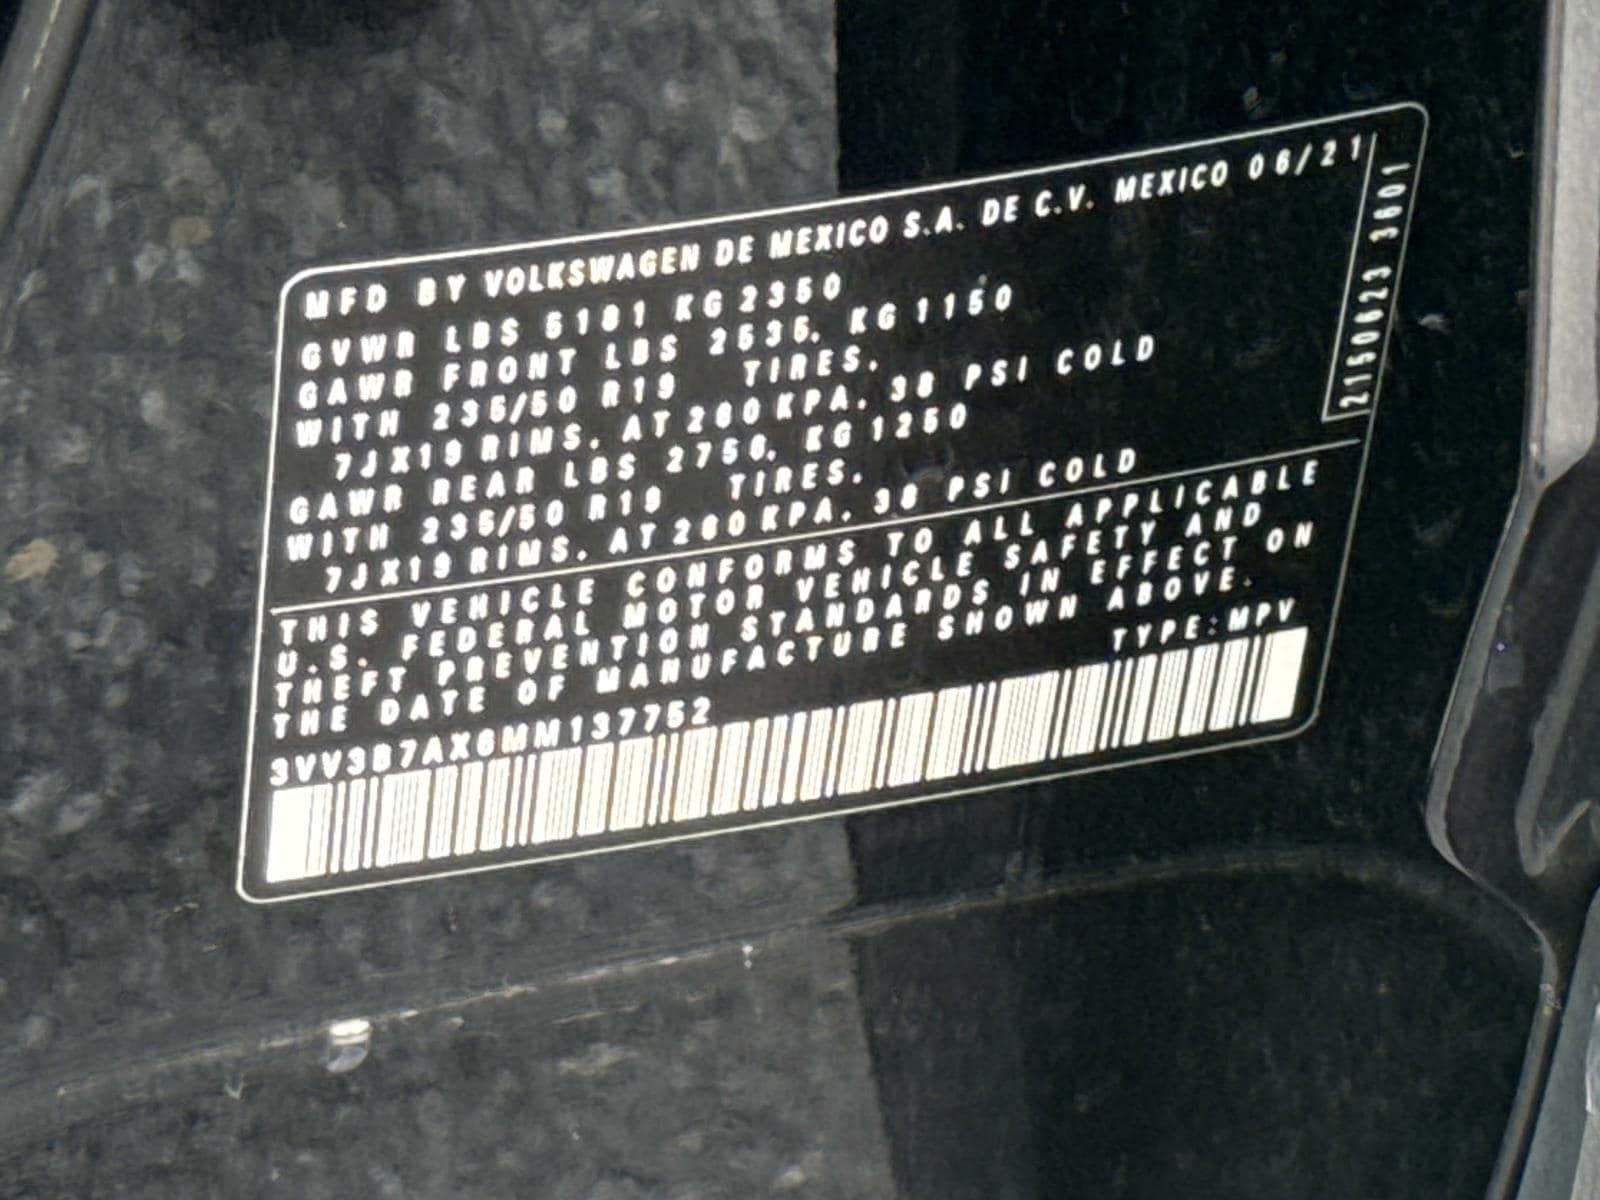 MFD BY VOLKSWAGEN DE MEXICO S.A. DE C.V. MEXICO 06/21
GVWR LBS 5181 KG 2350
GAWR FRONT LBS 2535, KG 1150
WITH 235/50 R19 TIRES,
7JX19 RIMS, AT 260 KPA, 38 PSI COLD
GAWR REAR LBS 2756, KG 1250
WITH 235/50 R19 TIRES,
7JX19 RIMS, AT 260 KPA, 38 PSI COLD
2150623 3601
THIS VEHICLE CONFORMS TO ALL APPLICABLE
U.S. FEDERAL MOTOR VEHICLE SAFETY AND
THEFT PREVENTION STANDARDS IN EFFECT ON
THE DATE OF MANUFACTURE SHOWN ABOVE.
3VV3B7AX6MM137752 TYPE:MPV